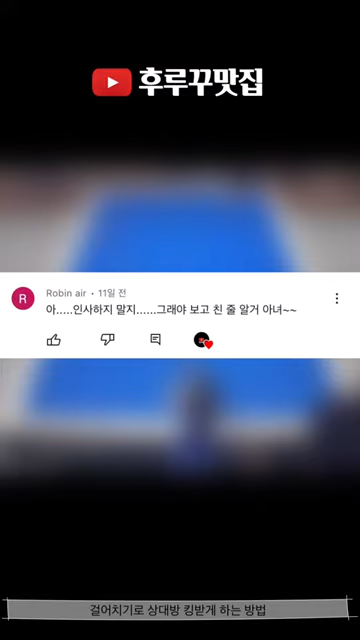 후루꾸맛집
Robin air • 11일 전
아.....인사하지 말지......그래야 보고 친 줄 알거 아녀~~
걸어치기로 상대방 킹받게 하는 방법